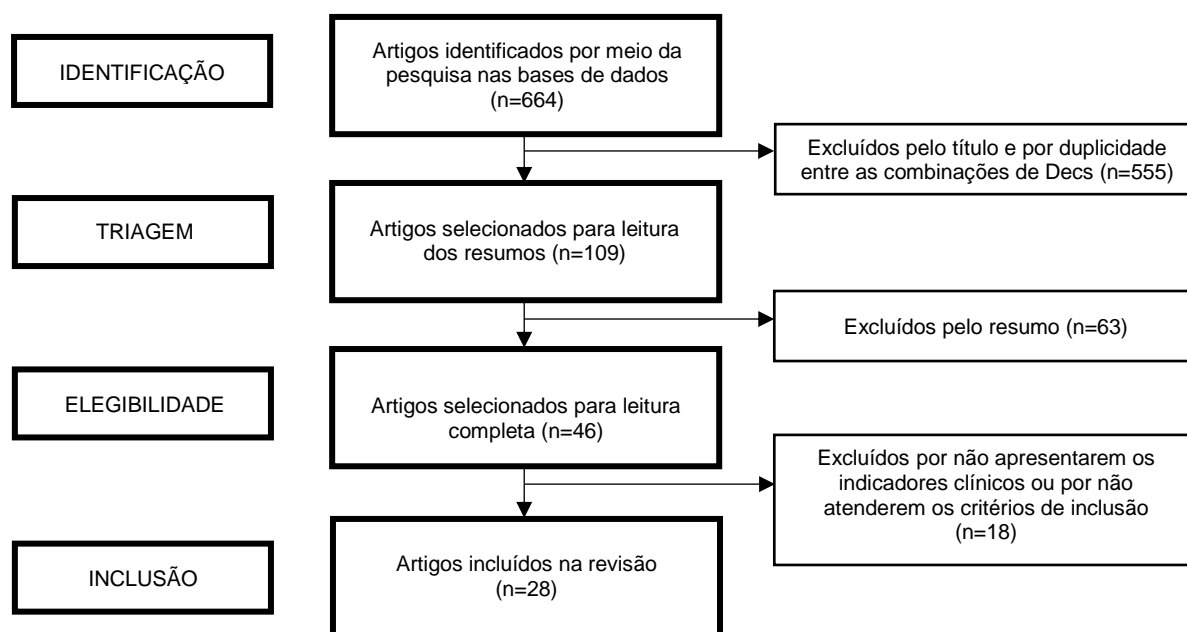 IDENTIFICAÇÃO
Artigos identificados por meio da
pesquisa nas bases de dados
(n=664)
Excluídos pelo título e por duplicidade
entre as combinações de Decs (n=555)
TRIAGEM
Artigos selecionados para leitura
dos resumos (n=109)
Excluídos pelo resumo (n=63)
ELEGIBILIDADE
Artigos selecionados para leitura
completa (n=46)
Excluídos por não apresentarem os
indicadores clínicos ou por não
atenderem os critérios de inclusão
(n=18)
INCLUSÃO
Artigos incluídos na revisão
(n=28)